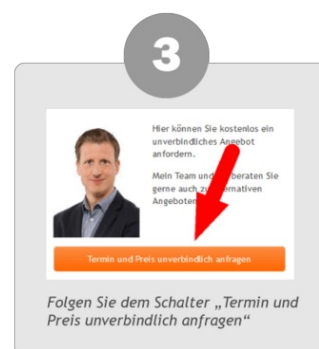 3
Hier können Sie kostenlos ein
unverbindliches Angebot
anfordern.
Mein Team und beraten Sie
gerne auch zu
Angeboten
Termin und Preis unverbindlich anfragen
Folgen Sie dem Schalter „Termin und
Preis unverbindlich anfragen“